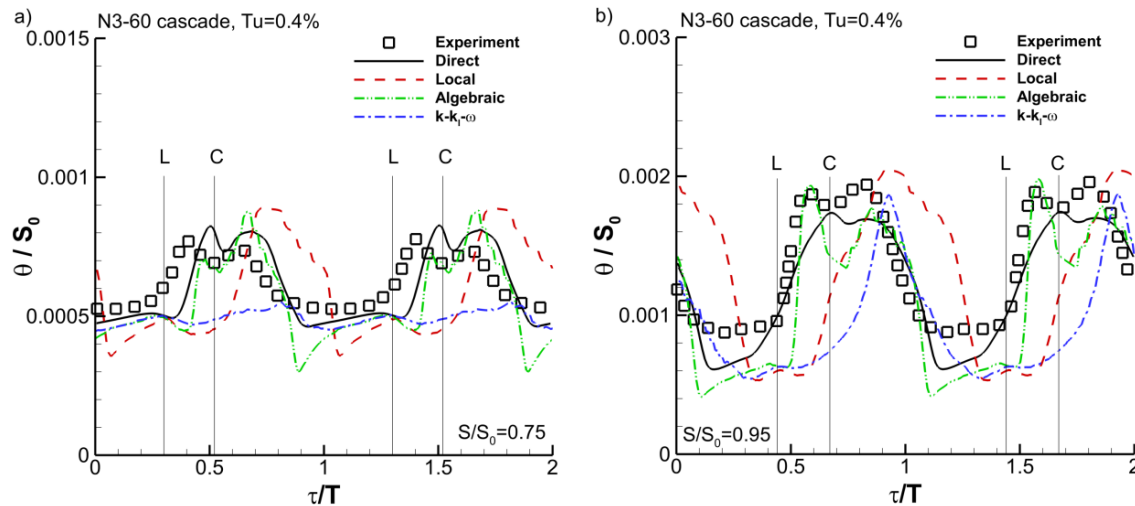 a)
N3-60 cascade, Tu=0.4%
0.0015
Experiment
Direct
Local
Algebraic
k-kₗ-ω
L
C
L
C
0.001
θ / S₀
0.0005
0
S/S₀=0.75
0
0.5
1
1.5
2
τ/T
b)
N3-60 cascade, Tu=0.4%
0.003
Experiment
Direct
Local
Algebraic
k-kₗ-ω
L
C
L
C
0.002
θ / S₀
0.001
0
S/S₀=0.95
0
0.5
1
1.5
2
τ/T